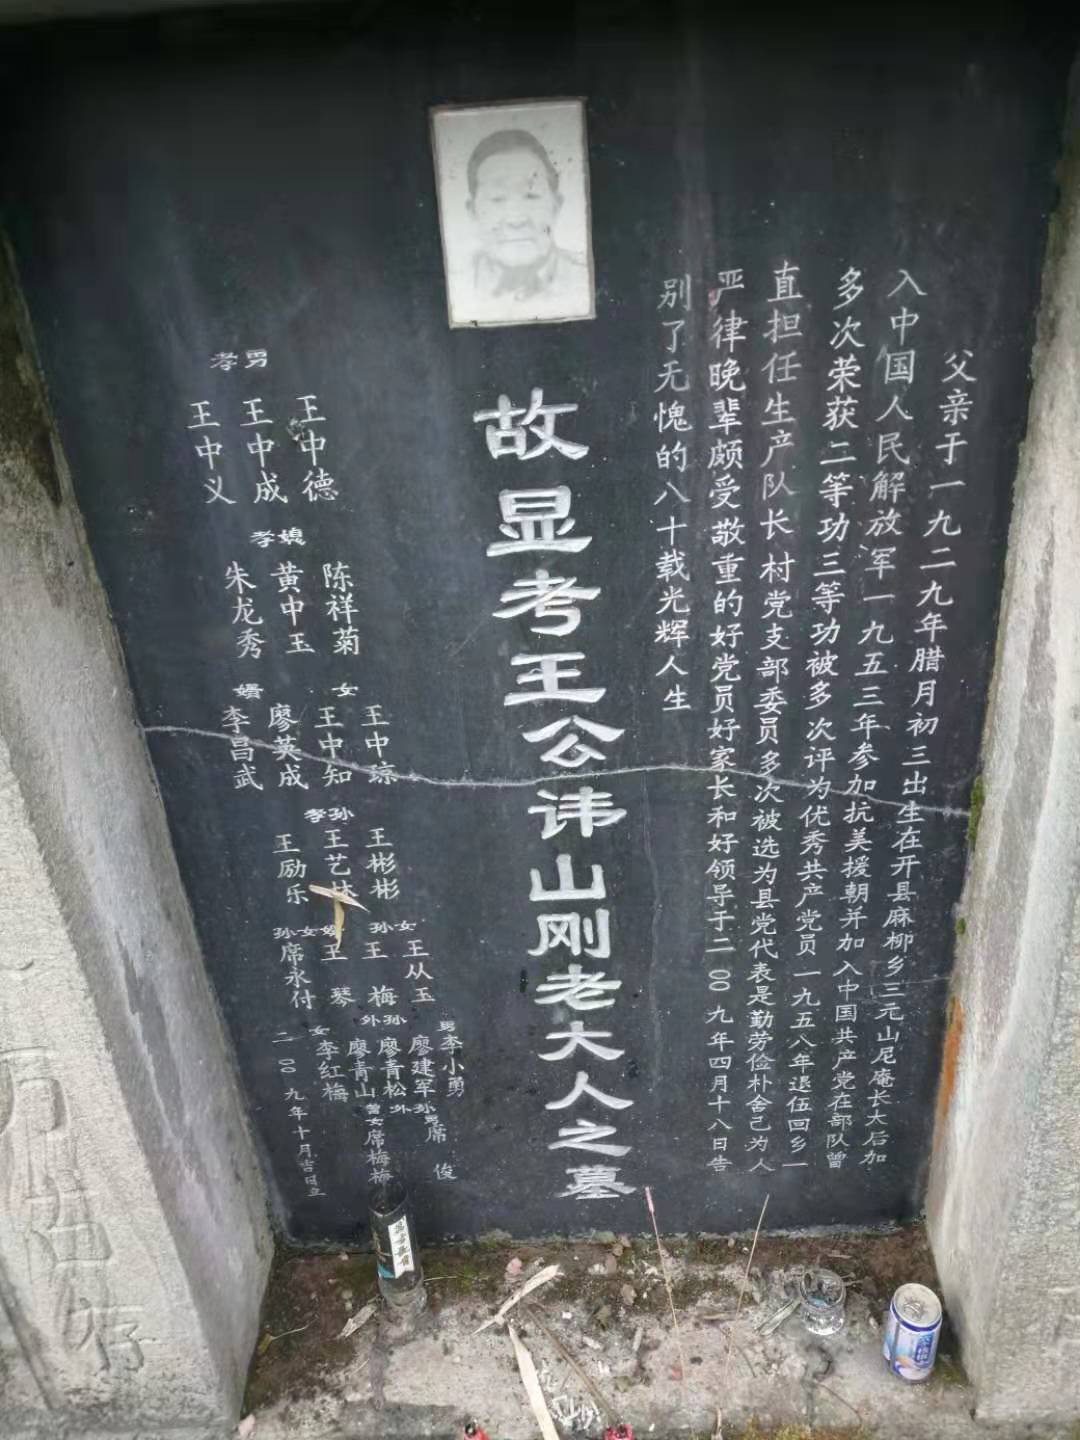 父亲于一九二九年腊月初三出生在开县麻柳乡三元山尼庵长大后加
入中国人民解放军一九五三年参加抗美援朝并加入中国共产党在部队曾
多次荣获二等功三等功被多次评为优秀共产党员一九五八年退伍回乡一
直担任生产队长村党支部委员多次被选为县党代表是勤劳俭朴舍己为人
严律晚辈颇受敬重的好党员好家长和好领导于二00九年四月十八日告
别了无愧的八十载光辉人生
故显考王公讳山刚老大人之墓
孝男
王中德
王中成
王中义
孝媳
陈祥菊
黄中玉
朱龙秀
女
王中琼
王中知
婿
廖英成
李昌武
孝孙
王彬彬
王艺林
王励乐
孙女
王从玉
王梅
王琴
孙女婿
席永付
外孙
男李小勇
廖建军
廖青松
廖青山
女李红梅
曾外孙
男席俊
女席梅梅
二00九年十月吉日立